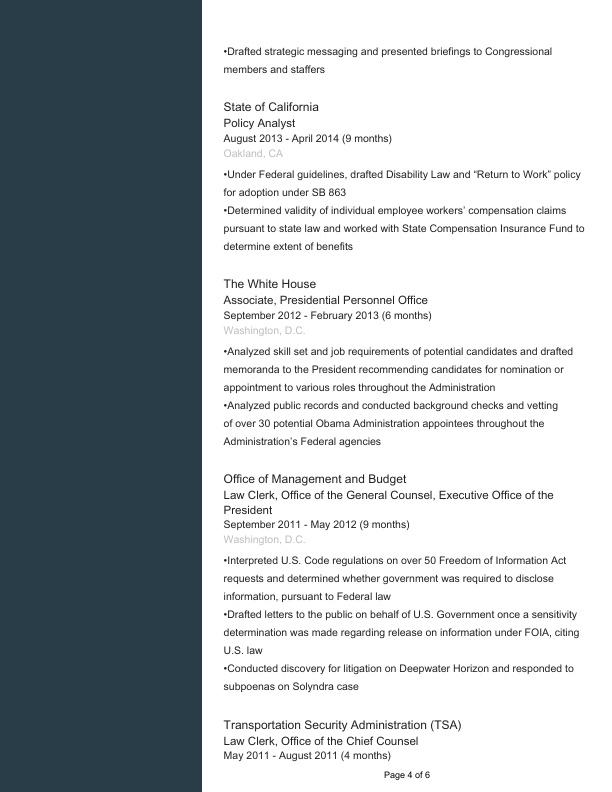 •Drafted strategic messaging and presented briefings to Congressional
members and staffers
State of California
Policy Analyst
August 2013 - April 2014 (9 months)
Oakland, CA
•Under Federal guidelines, drafted Disability Law and “Return to Work” policy
for adoption under SB 863
•Determined validity of individual employee workers’ compensation claims
pursuant to state law and worked with State Compensation Insurance Fund to
determine extent of benefits
The White House
Associate, Presidential Personnel Office
September 2012 - February 2013 (6 months)
Washington, D.C.
•Analyzed skill set and job requirements of potential candidates and drafted
memoranda to the President recommending candidates for nomination or
appointment to various roles throughout the Administration
•Analyzed public records and conducted background checks and vetting
of over 30 potential Obama Administration appointees throughout the
Administration’s Federal agencies
Office of Management and Budget
Law Clerk, Office of the General Counsel, Executive Office of the
President
September 2011 - May 2012 (9 months)
Washington, D.C.
•Interpreted U.S. Code regulations on over 50 Freedom of Information Act
requests and determined whether government was required to disclose
information, pursuant to Federal law
•Drafted letters to the public on behalf of U.S. Government once a sensitivity
determination was made regarding release on information under FOIA, citing
U.S. law
•Conducted discovery for litigation on Deepwater Horizon and responded to
subpoenas on Solyndra case
Transportation Security Administration (TSA)
Law Clerk, Office of the Chief Counsel
May 2011 - August 2011 (4 months)
Page 4 of 6